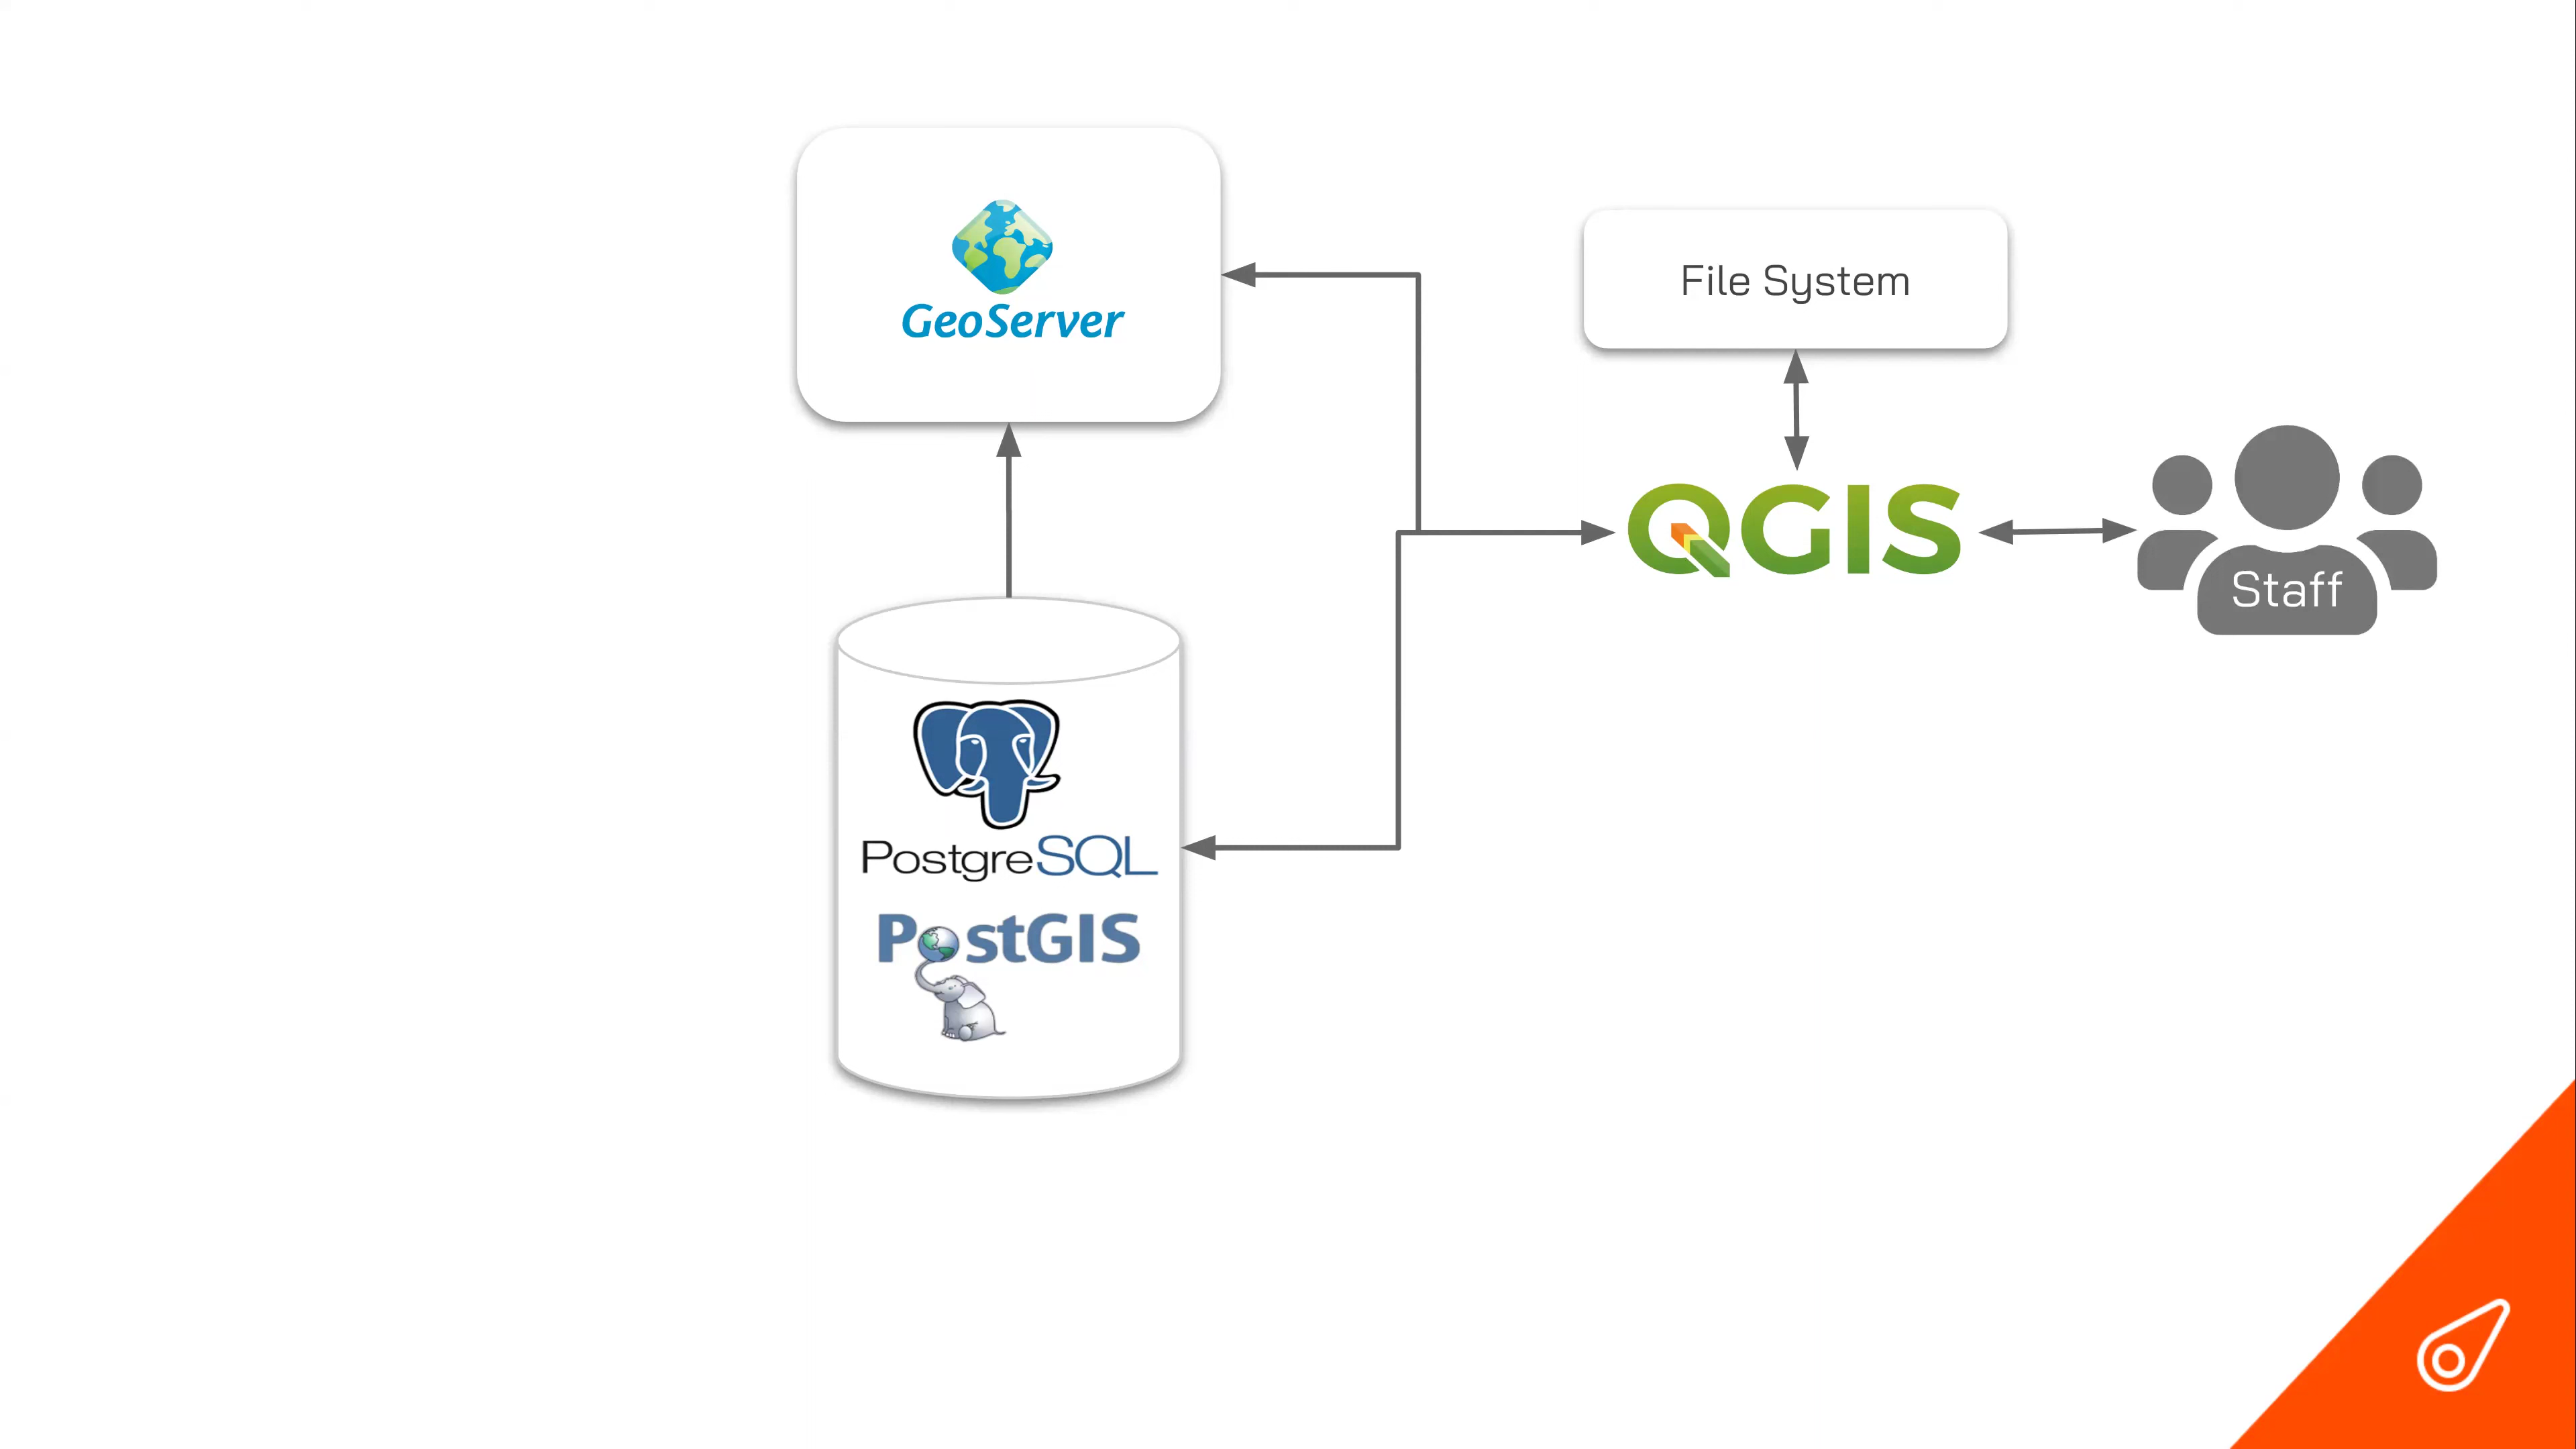 GeoServer
File System
QGIS
Staff
PostgreSQL
PostGIS